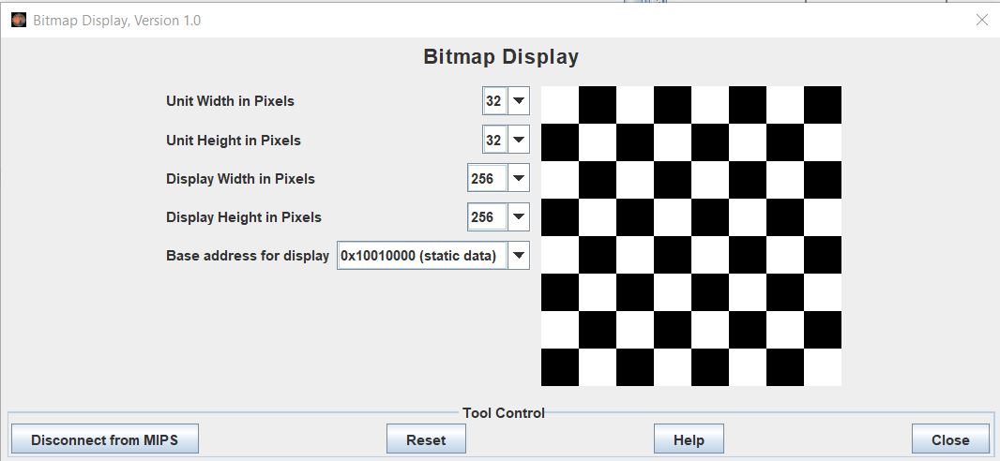 Bitmap Display, Version 1.0
Bitmap Display
Unit Width in Pixels 32
Unit Height in Pixels 32
Display Width in Pixels 256
Display Height in Pixels 256
Base address for display 0x10010000 (static data)
Tool Control
Disconnect from MIPS Reset Help Close